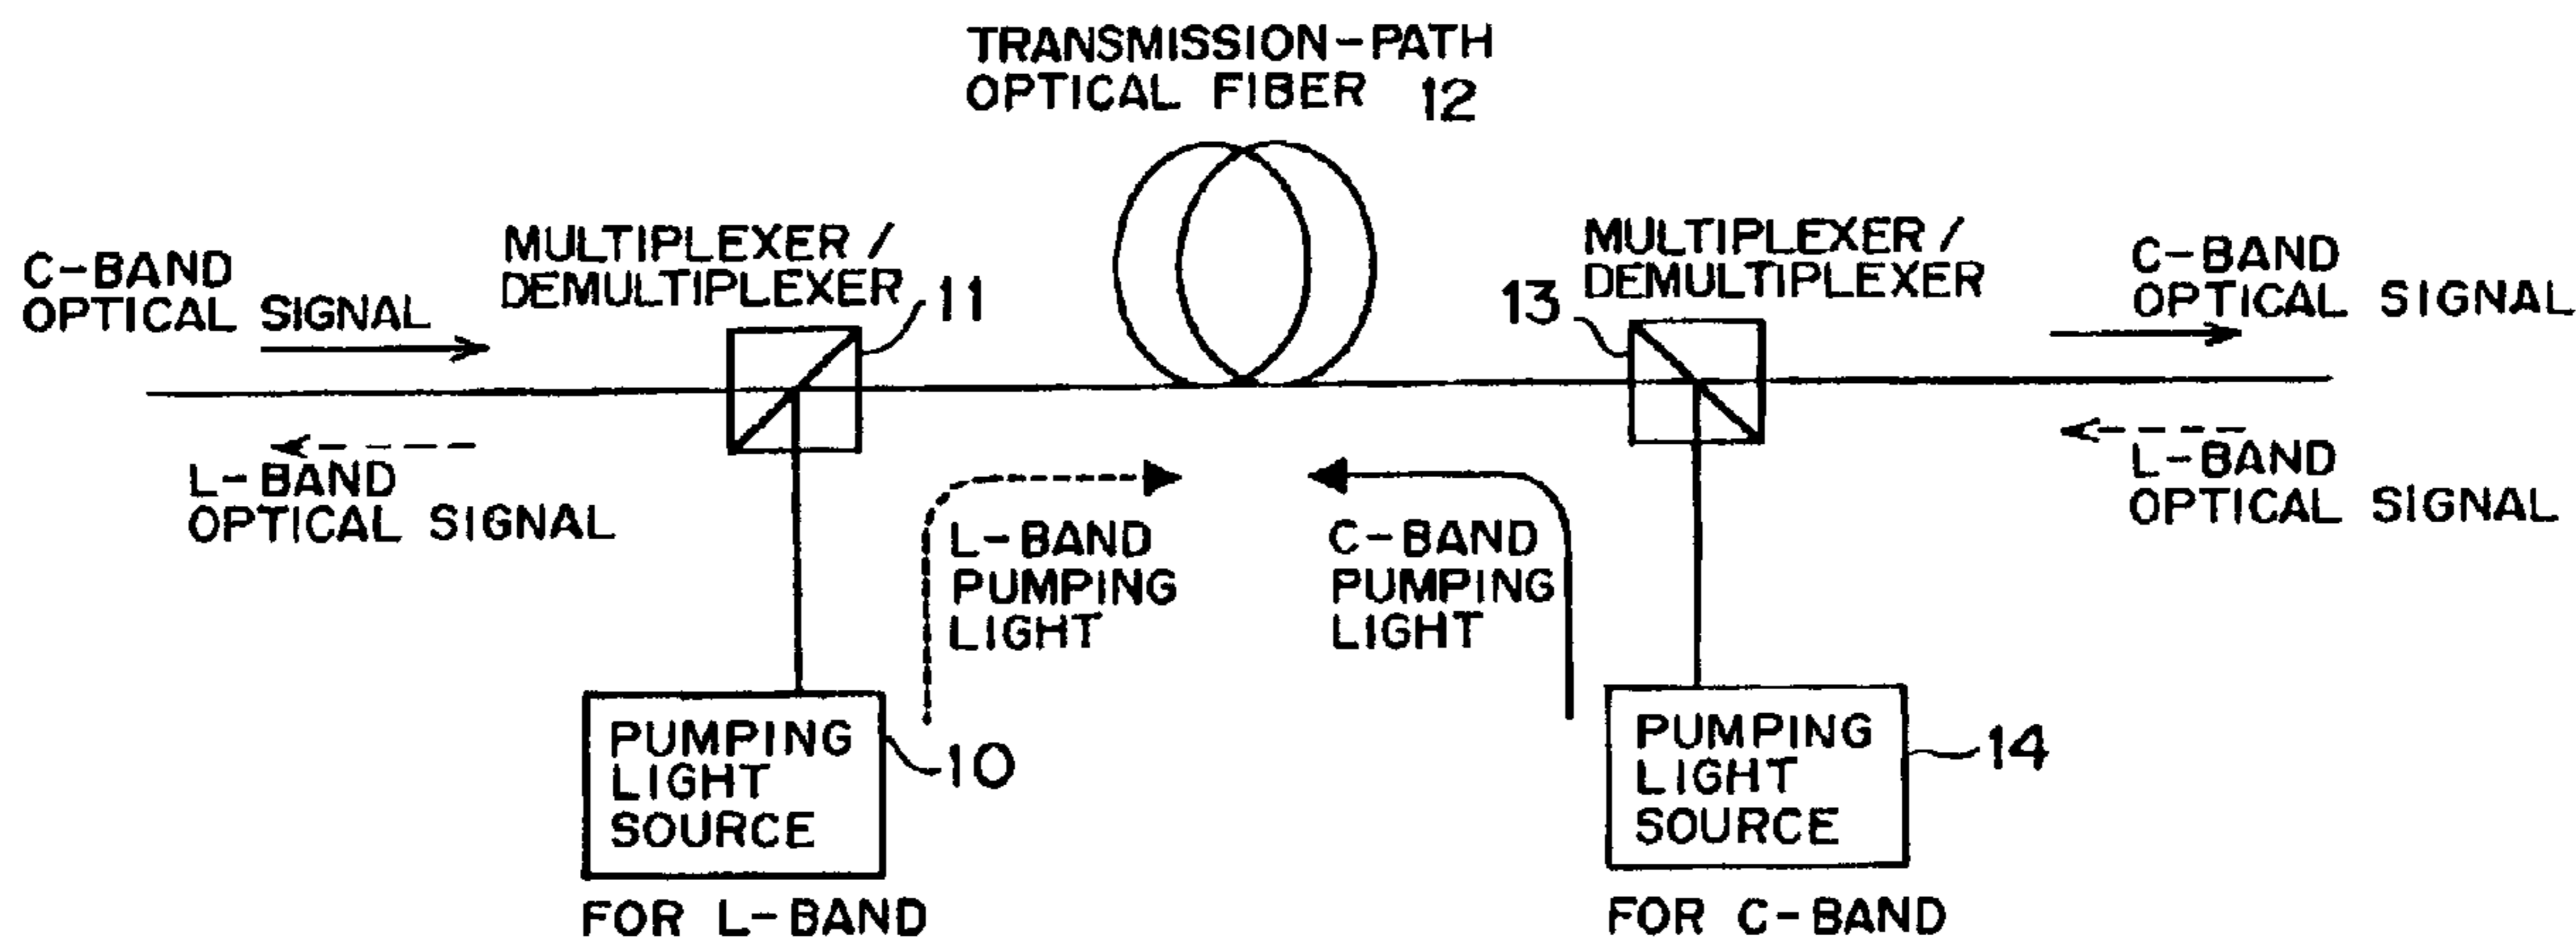 TRANSMISSION-PATH
OPTICAL FIBER 12
C-BAND
OPTICAL SIGNAL
MULTIPLEXER /
DEMULTIPLEXER
11
13
MULTIPLEXER /
DEMULTIPLEXER
C-BAND
OPTICAL SIGNAL
L-BAND
OPTICAL SIGNAL
L-BAND
PUMPING
LIGHT
C-BAND
PUMPING
LIGHT
L-BAND
OPTICAL SIGNAL
PUMPING
LIGHT
SOURCE
10
FOR L-BAND
PUMPING
LIGHT
SOURCE
14
FOR C-BAND